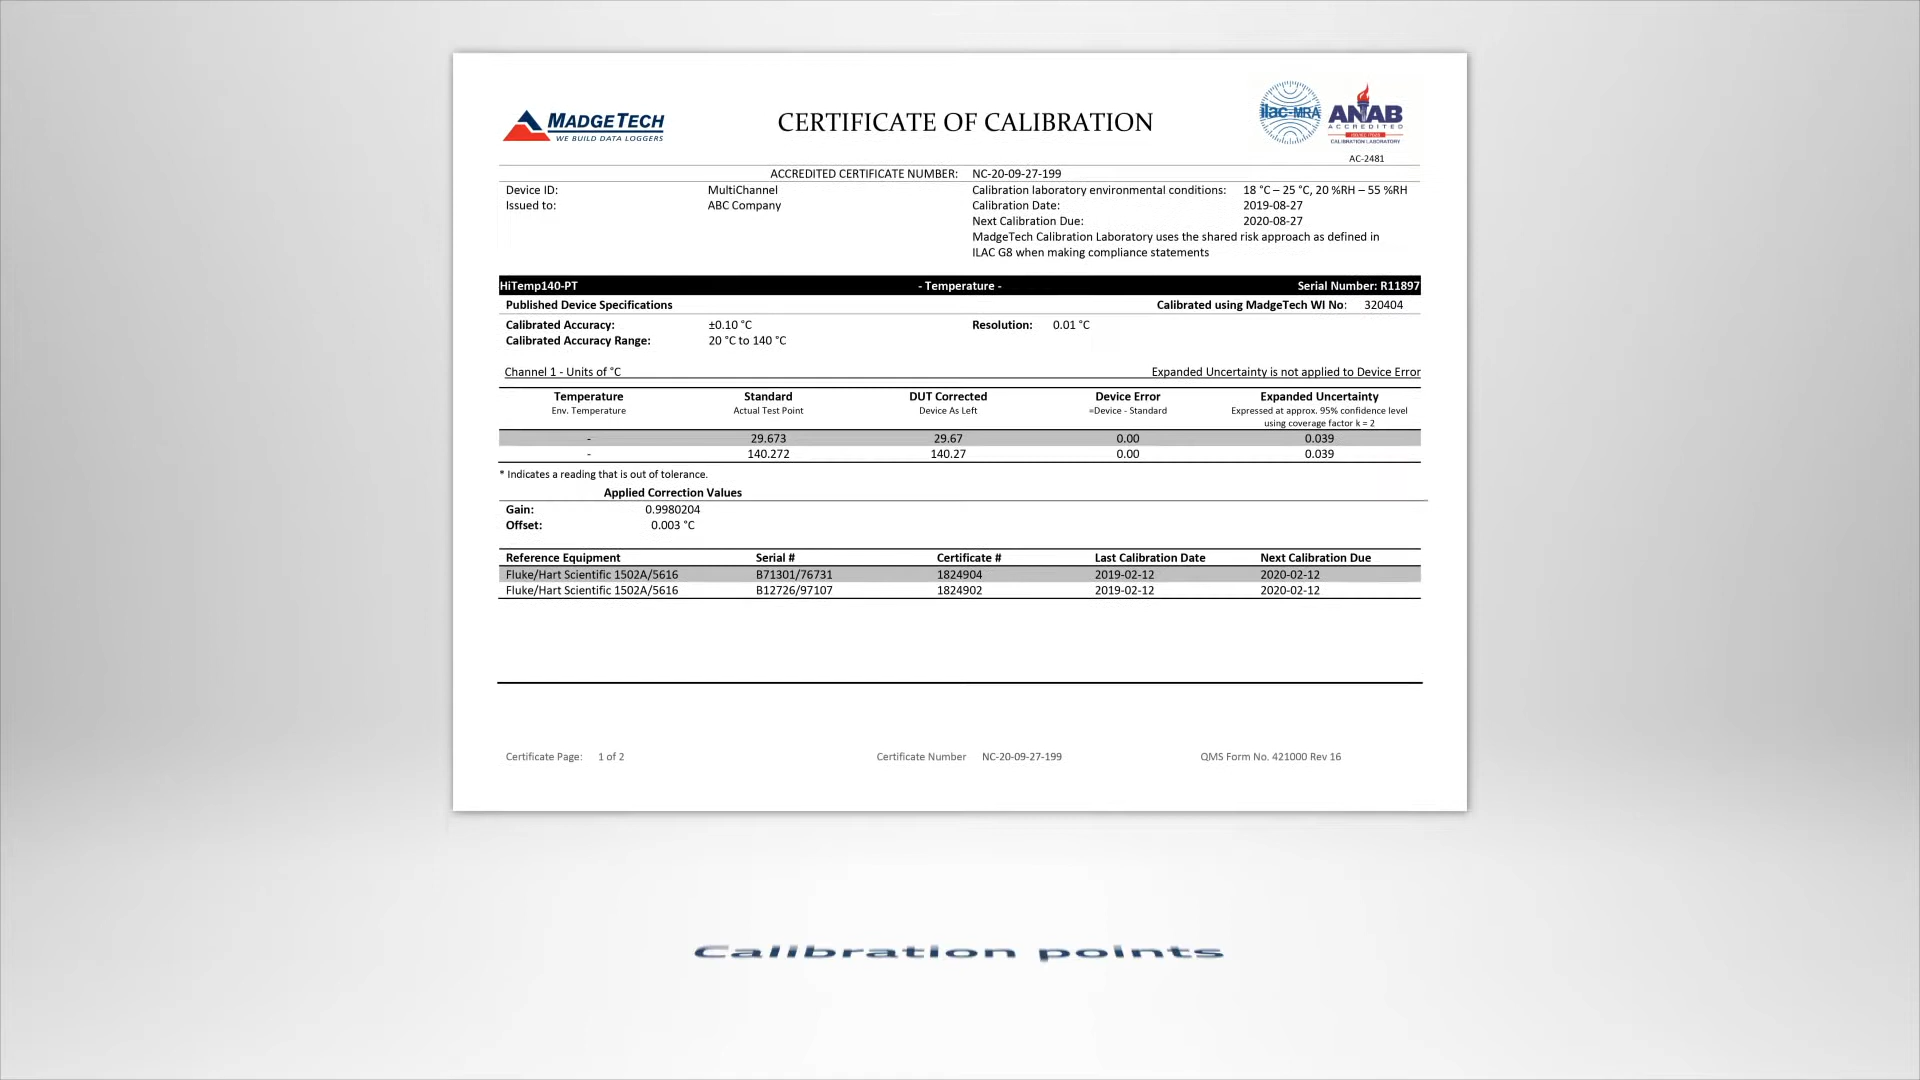 MADGETECH
WE BUILD DATA LOGGERS
CERTIFICATE OF CALIBRATION
ilac-MRA
ANAB
ACCREDITED
CALIBRATION LABORATORY
AC-2481
ACCREDITED CERTIFICATE NUMBER: NC-20-09-27-199
Device ID: MultiChannel Calibration laboratory environmental conditions: 18 °C – 25 °C, 20 %RH – 55 %RH
Issued to: ABC Company Calibration Date: 2019-08-27
Next Calibration Due: 2020-08-27
MadgeTech Calibration Laboratory uses the shared risk approach as defined in
ILAC G8 when making compliance statements
HiTemp140-PT - Temperature - Serial Number: R11897
Published Device Specifications Calibrated using MadgeTech WI No: 320404
Calibrated Accuracy: ±0.10 °C Resolution: 0.01 °C
Calibrated Accuracy Range: 20 °C to 140 °C
Channel 1 - Units of °C Expanded Uncertainty is not applied to Device Error
Temperature Standard DUT Corrected Device Error Expanded Uncertainty
Env. Temperature Actual Test Point Device As Left =Device - Standard Expressed at approx. 95% confidence level
using coverage factor k = 2
- 29.673 29.67 0.00 0.039
- 140.272 140.27 0.00 0.039
* Indicates a reading that is out of tolerance.
Applied Correction Values
Gain: 0.9980204
Offset: 0.003 °C
Reference Equipment Serial # Certificate # Last Calibration Date Next Calibration Due
Fluke/Hart Scientific 1502A/5616 B71301/76731 1824904 2019-02-12 2020-02-12
Fluke/Hart Scientific 1502A/5616 B12726/97107 1824902 2019-02-12 2020-02-12
Certificate Page: 1 of 2 Certificate Number NC-20-09-27-199 QMS Form No. 421000 Rev 16
Calibration points